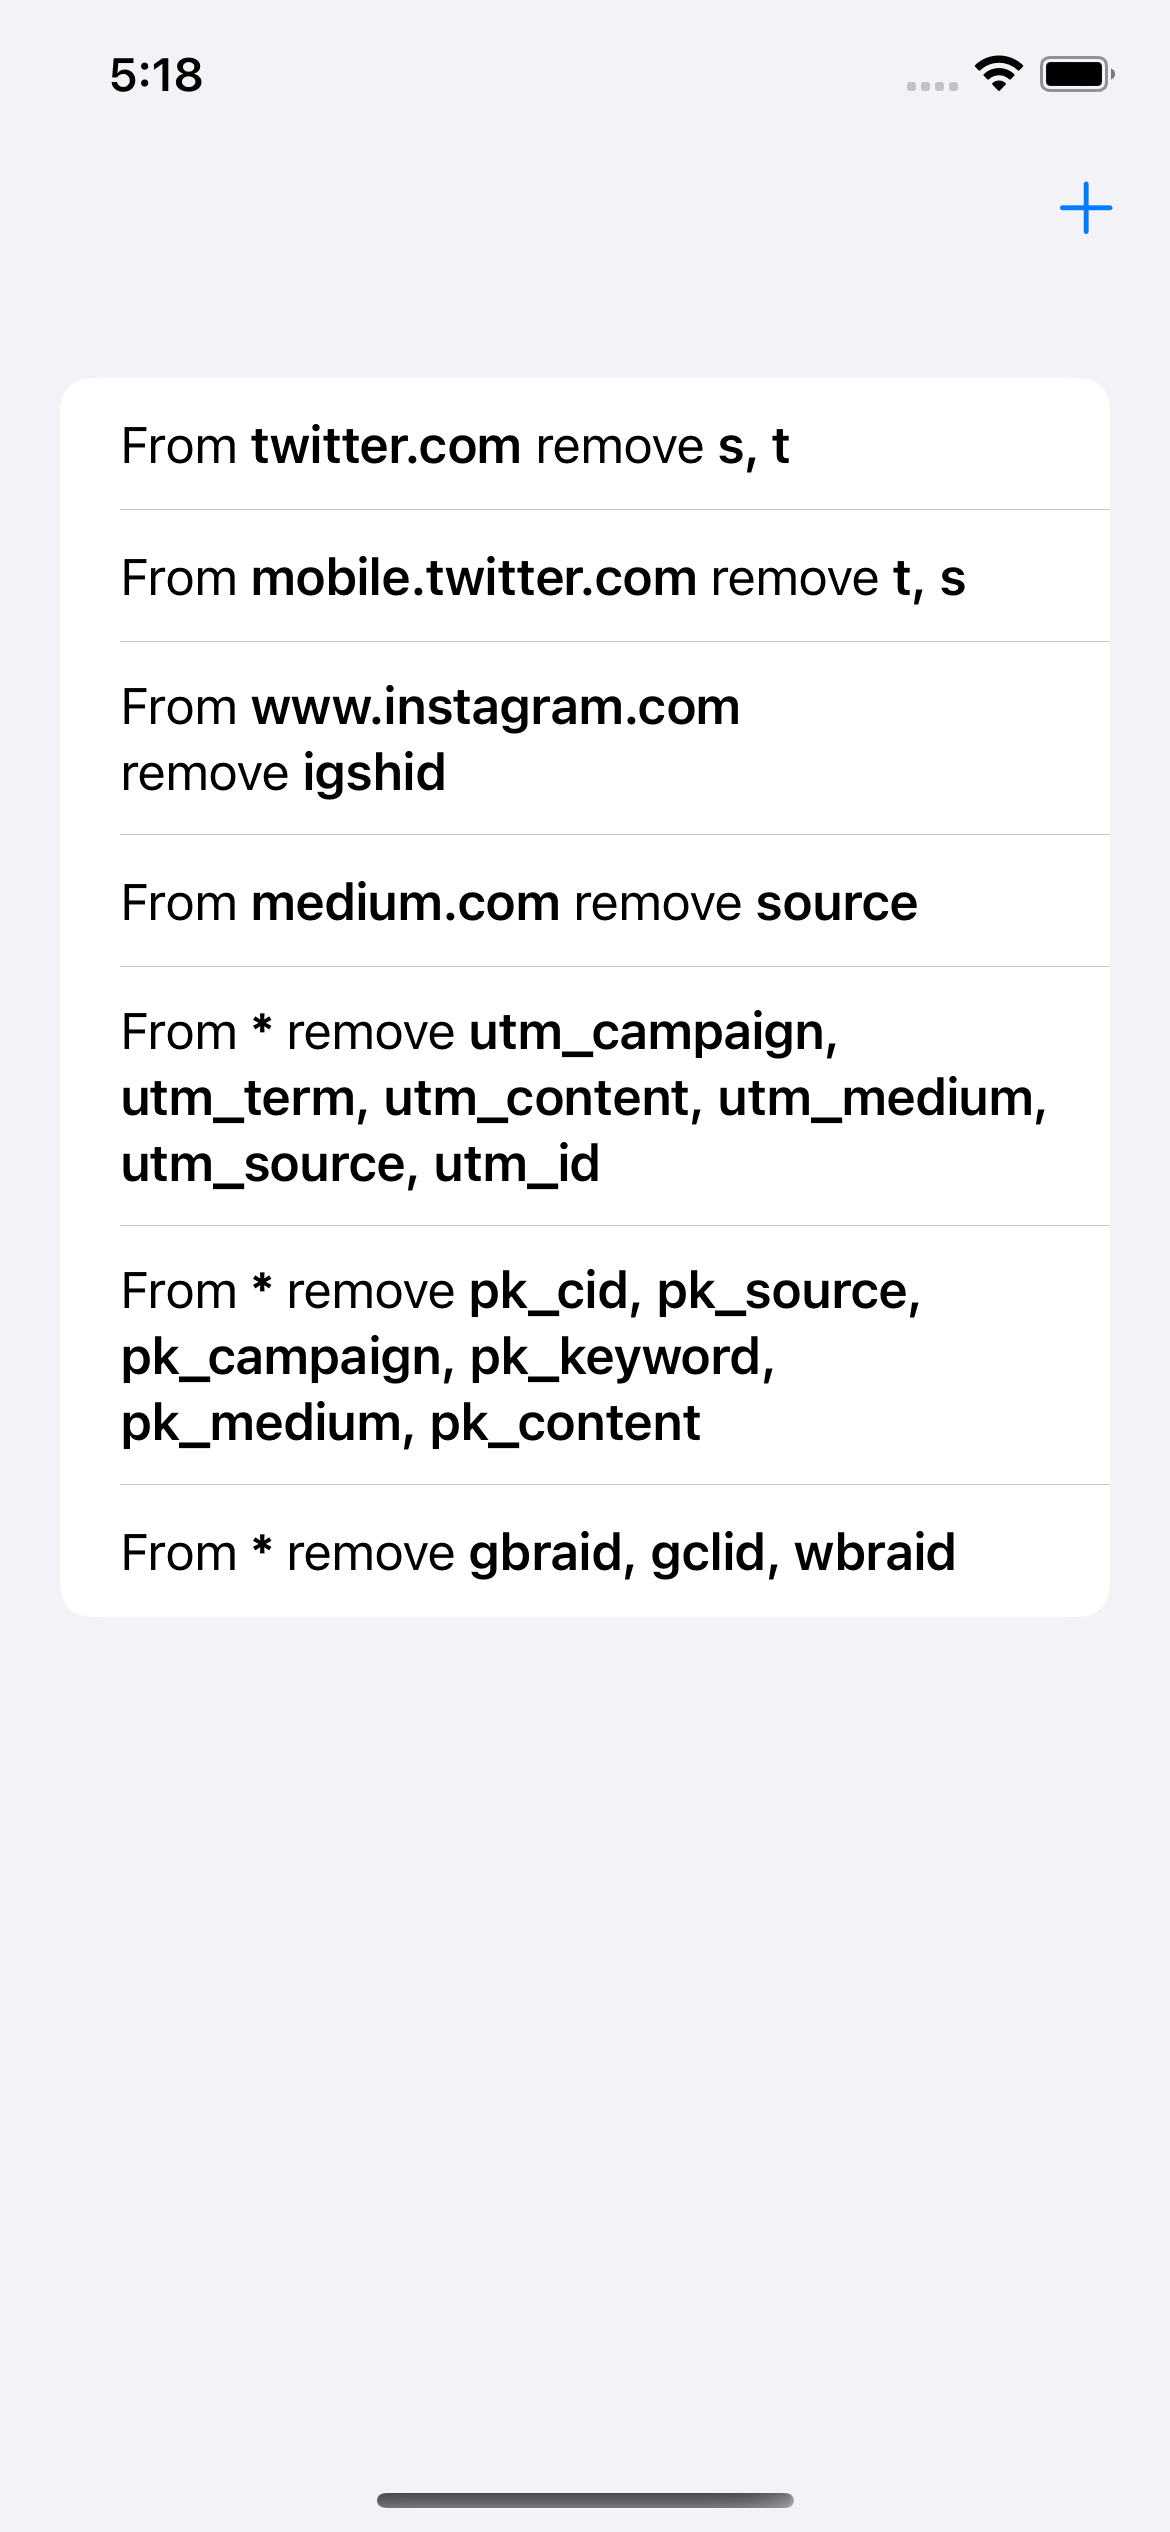 5:18
From twitter.com remove s, t
From mobile.twitter.com remove t, s
From www.instagram.com
remove igshid
From medium.com remove source
From * remove utm_campaign,
utm_term, utm_content, utm_medium,
utm_source, utm_id
From * remove pk_cid, pk_source,
pk_campaign, pk_keyword,
pk_medium, pk_content
From * remove gbraid, gclid, wbraid